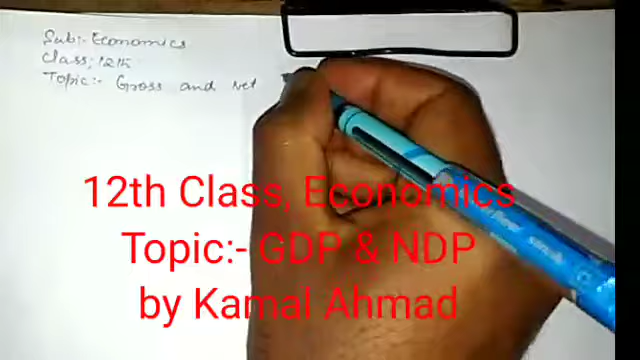 Sub:- Economics
Class; 12th
Topic:- Gross and Net
12th Class, Economics
Topic:- GDP & NDP
by Kamal Ahmad